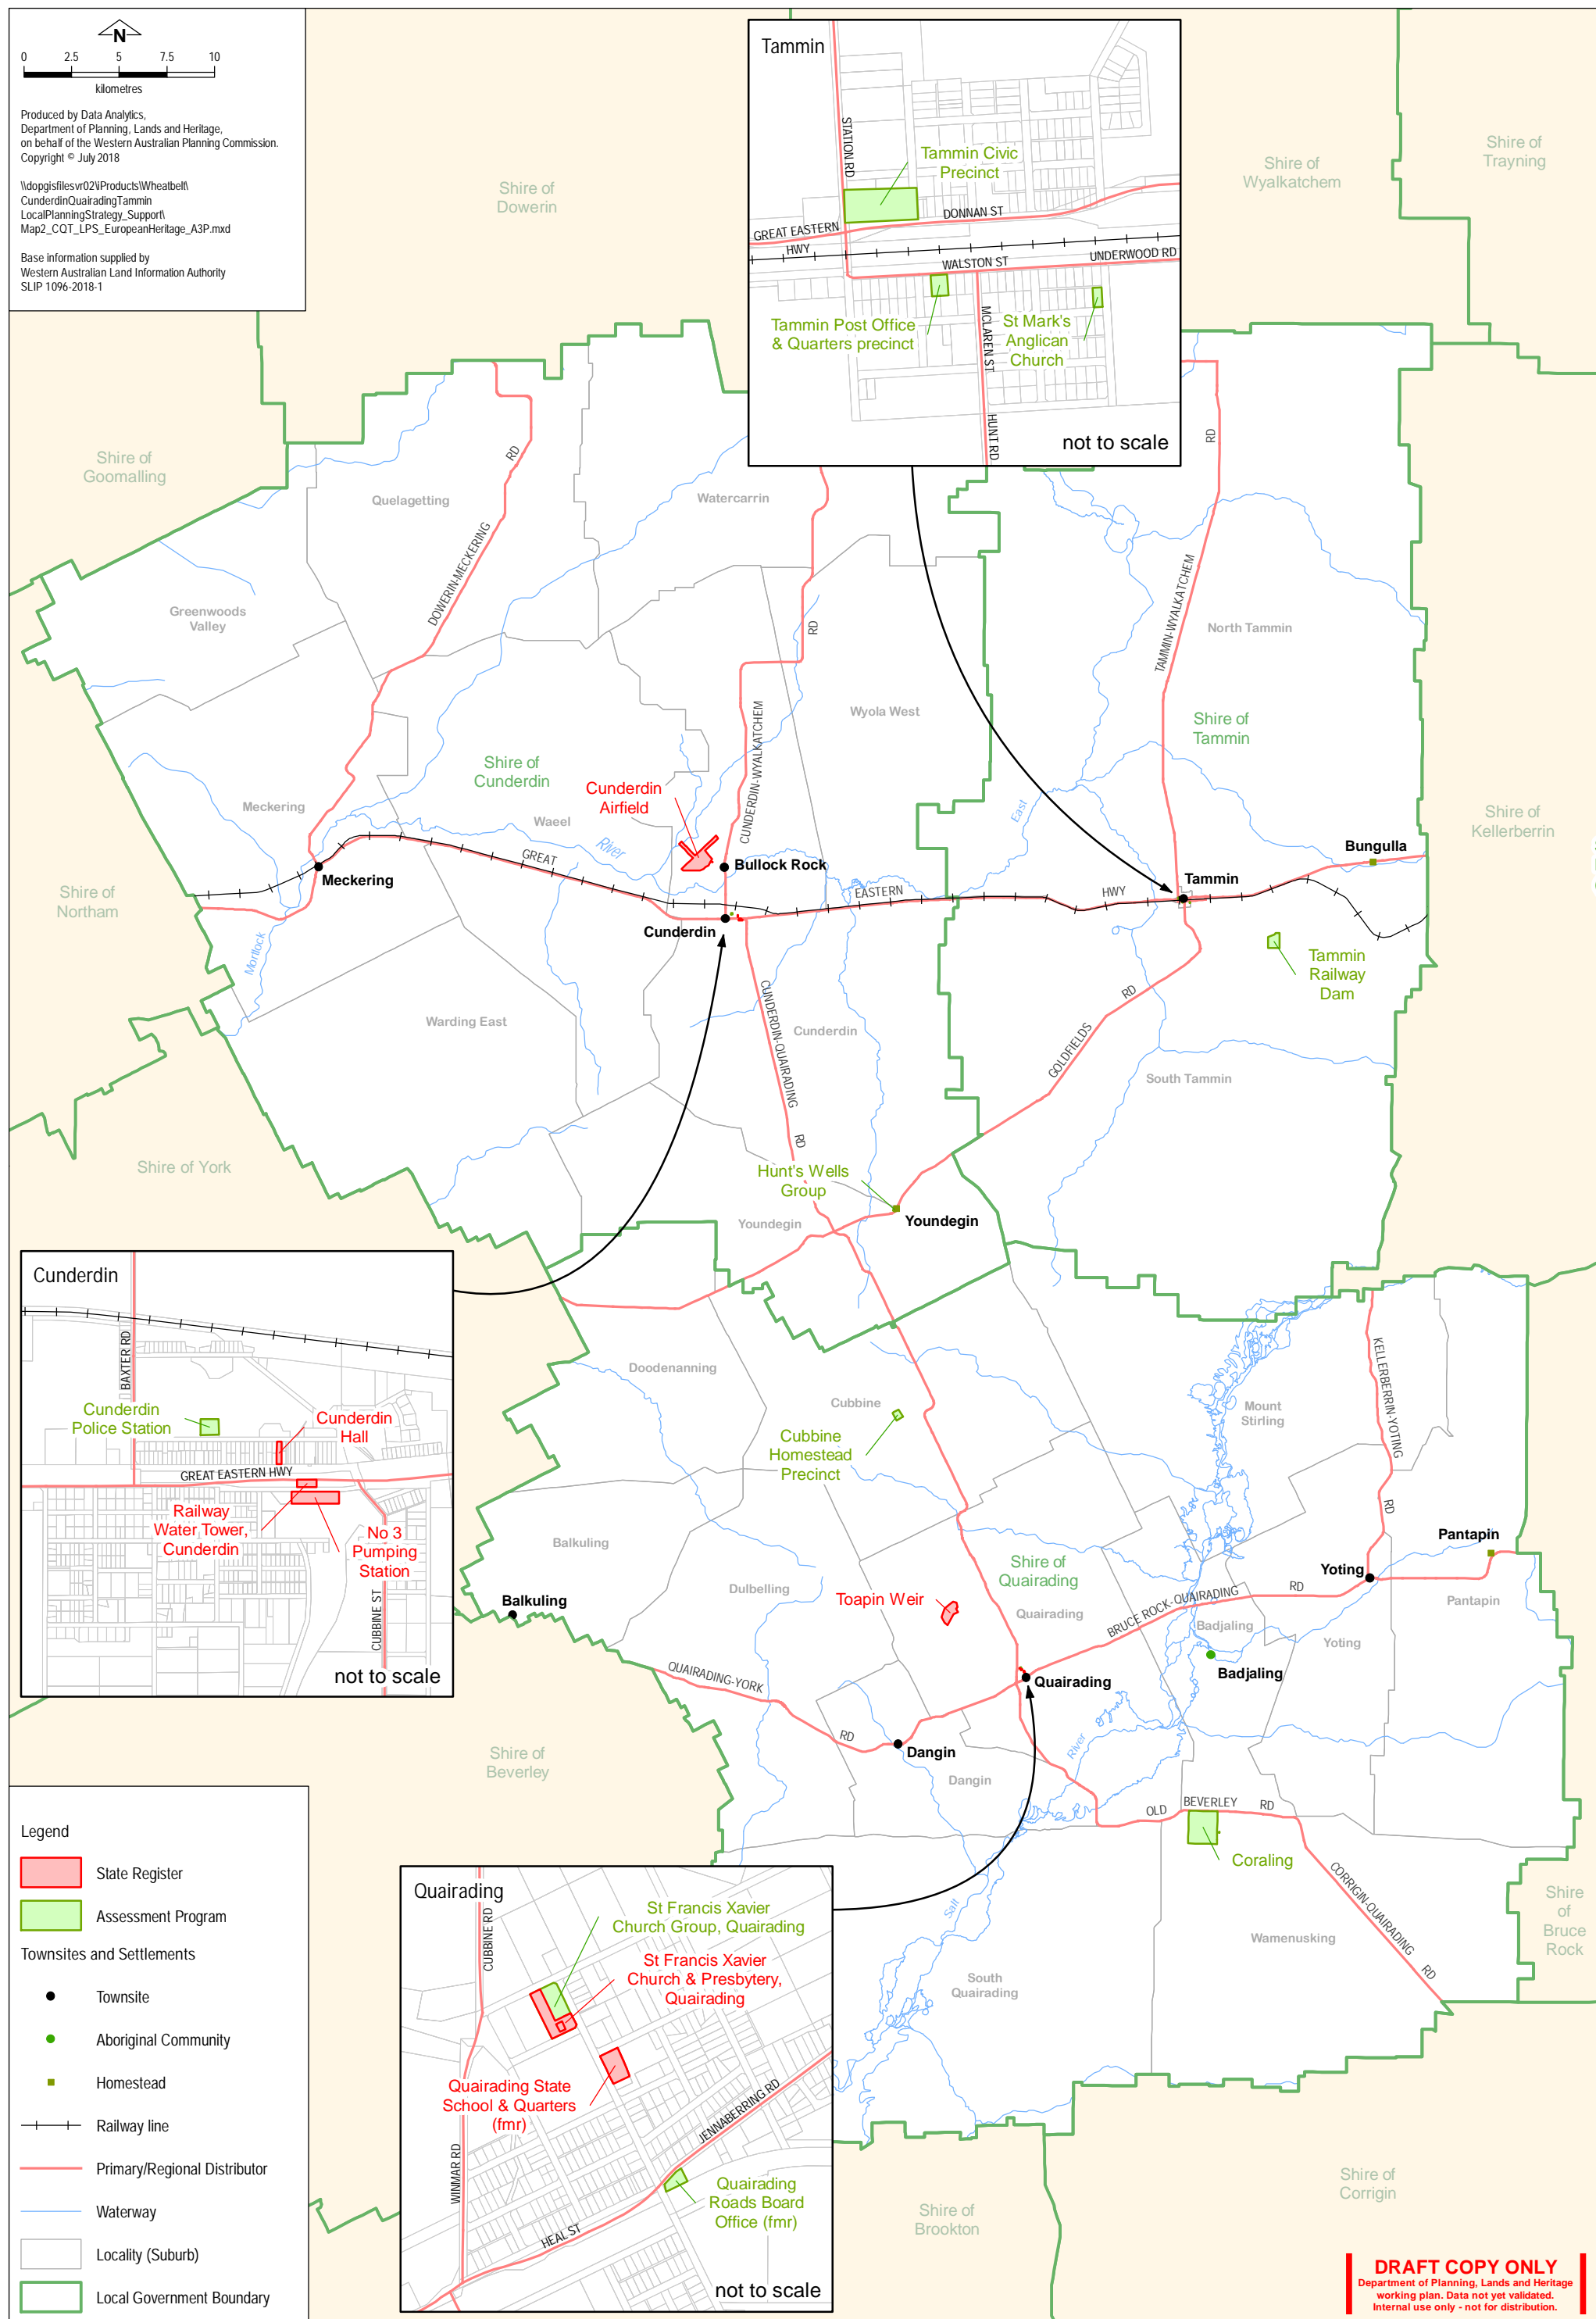 N
0 2.5 5 7.5 10
kilometres
Produced by Data Analytics,
Department of Planning, Lands and Heritage,
on behalf of the Western Australian Planning Commission.
Copyright © July 2018
\\dopgisfilesvr02\iProducts\Wheatbelt\
CunderdinQuairadingTammin
LocalPlanningStrategy_Support\
Map2_CQT_LPS_EuropeanHeritage_A3P.mxd
Base information supplied by
Western Australian Land Information Authority
SLIP 1096-2018-1
Tammin
STATION RD
Tammin Civic
Precinct
GREAT EASTERN
HWY
DONNAN ST
WALSTON ST
UNDERWOOD RD
MCLAREN ST
HUNT RD
Tammin Post Office
& Quarters precinct
St Mark's
Anglican
Church
not to scale
Shire of
Dowerin
Shire of
Wyalkatchem
Shire of
Trayning
Shire of
Goomalling
Quelagetting
Watercarrin
RD
DOWERIN-MECKERING
RD
TAMMIN-WYALKATCHEM
Greenwoods
Valley
RD
CUNDERDIN-WYALKATCHEM
North Tammin
Wyola West
Shire of
Tammin
Shire of
Cunderdin
Cunderdin
Airfield
Meckering
Waeel
River
East
Shire of
Kellerberrin
Bungulla
GREAT
Bullock Rock
Meckering
EASTERN
HWY
Tammin
Shire of
Northam
Cunderdin
Mortlock
Tammin
Railway
Dam
RD
Warding East
Cunderdin
CUNDERDIN-QUAIRADING
RD
GOLDFIELDS
South Tammin
Shire of York
Hunt's Wells
Group
Youndegin
Youndegin
Cunderdin
BAXTER RD
Cunderdin
Police Station
Cunderdin
Hall
GREAT EASTERN HWY
Railway
Water Tower,
Cunderdin
No 3
Pumping
Station
CUBBINE ST
not to scale
Doodenanning
Cubbine
Mount
Stirling
KELLERBERRIN-YOTING
RD
Cubbine
Homestead
Precinct
Balkuling
Pantapin
Shire of
Quairading
Yoting
Dulbelling
Balkuling
Toapin Weir
Quairading
BRUCE ROCK-QUAIRADING
RD
Pantapin
Badjaling
Yoting
QUAIRADING-YORK
RD
Quairading
Badjaling
River
Dangin
Dangin
Shire of
Beverley
OLD
BEVERLEY
RD
Coraling
CORRIGIN-QUAIRADING
RD
Salt
Wamenusking
Shire
of
Bruce
Rock
South
Quairading
Legend
State Register
Assessment Program
Townsites and Settlements
Townsite
Aboriginal Community
Homestead
Railway line
Primary/Regional Distributor
Waterway
Locality (Suburb)
Local Government Boundary
Quairading
CUBBINE RD
St Francis Xavier
Church Group, Quairading
St Francis Xavier
Church & Presbytery,
Quairading
Quairading State
School & Quarters
(fmr)
JENNABERRING RD
WINMAR RD
Quairading
Roads Board
Office (fmr)
HEAL ST
not to scale
Shire of
Brookton
Shire of
Corrigin
DRAFT COPY ONLY
Department of Planning, Lands and Heritage
working plan. Data not yet validated.
Internal use only - not for distribution.